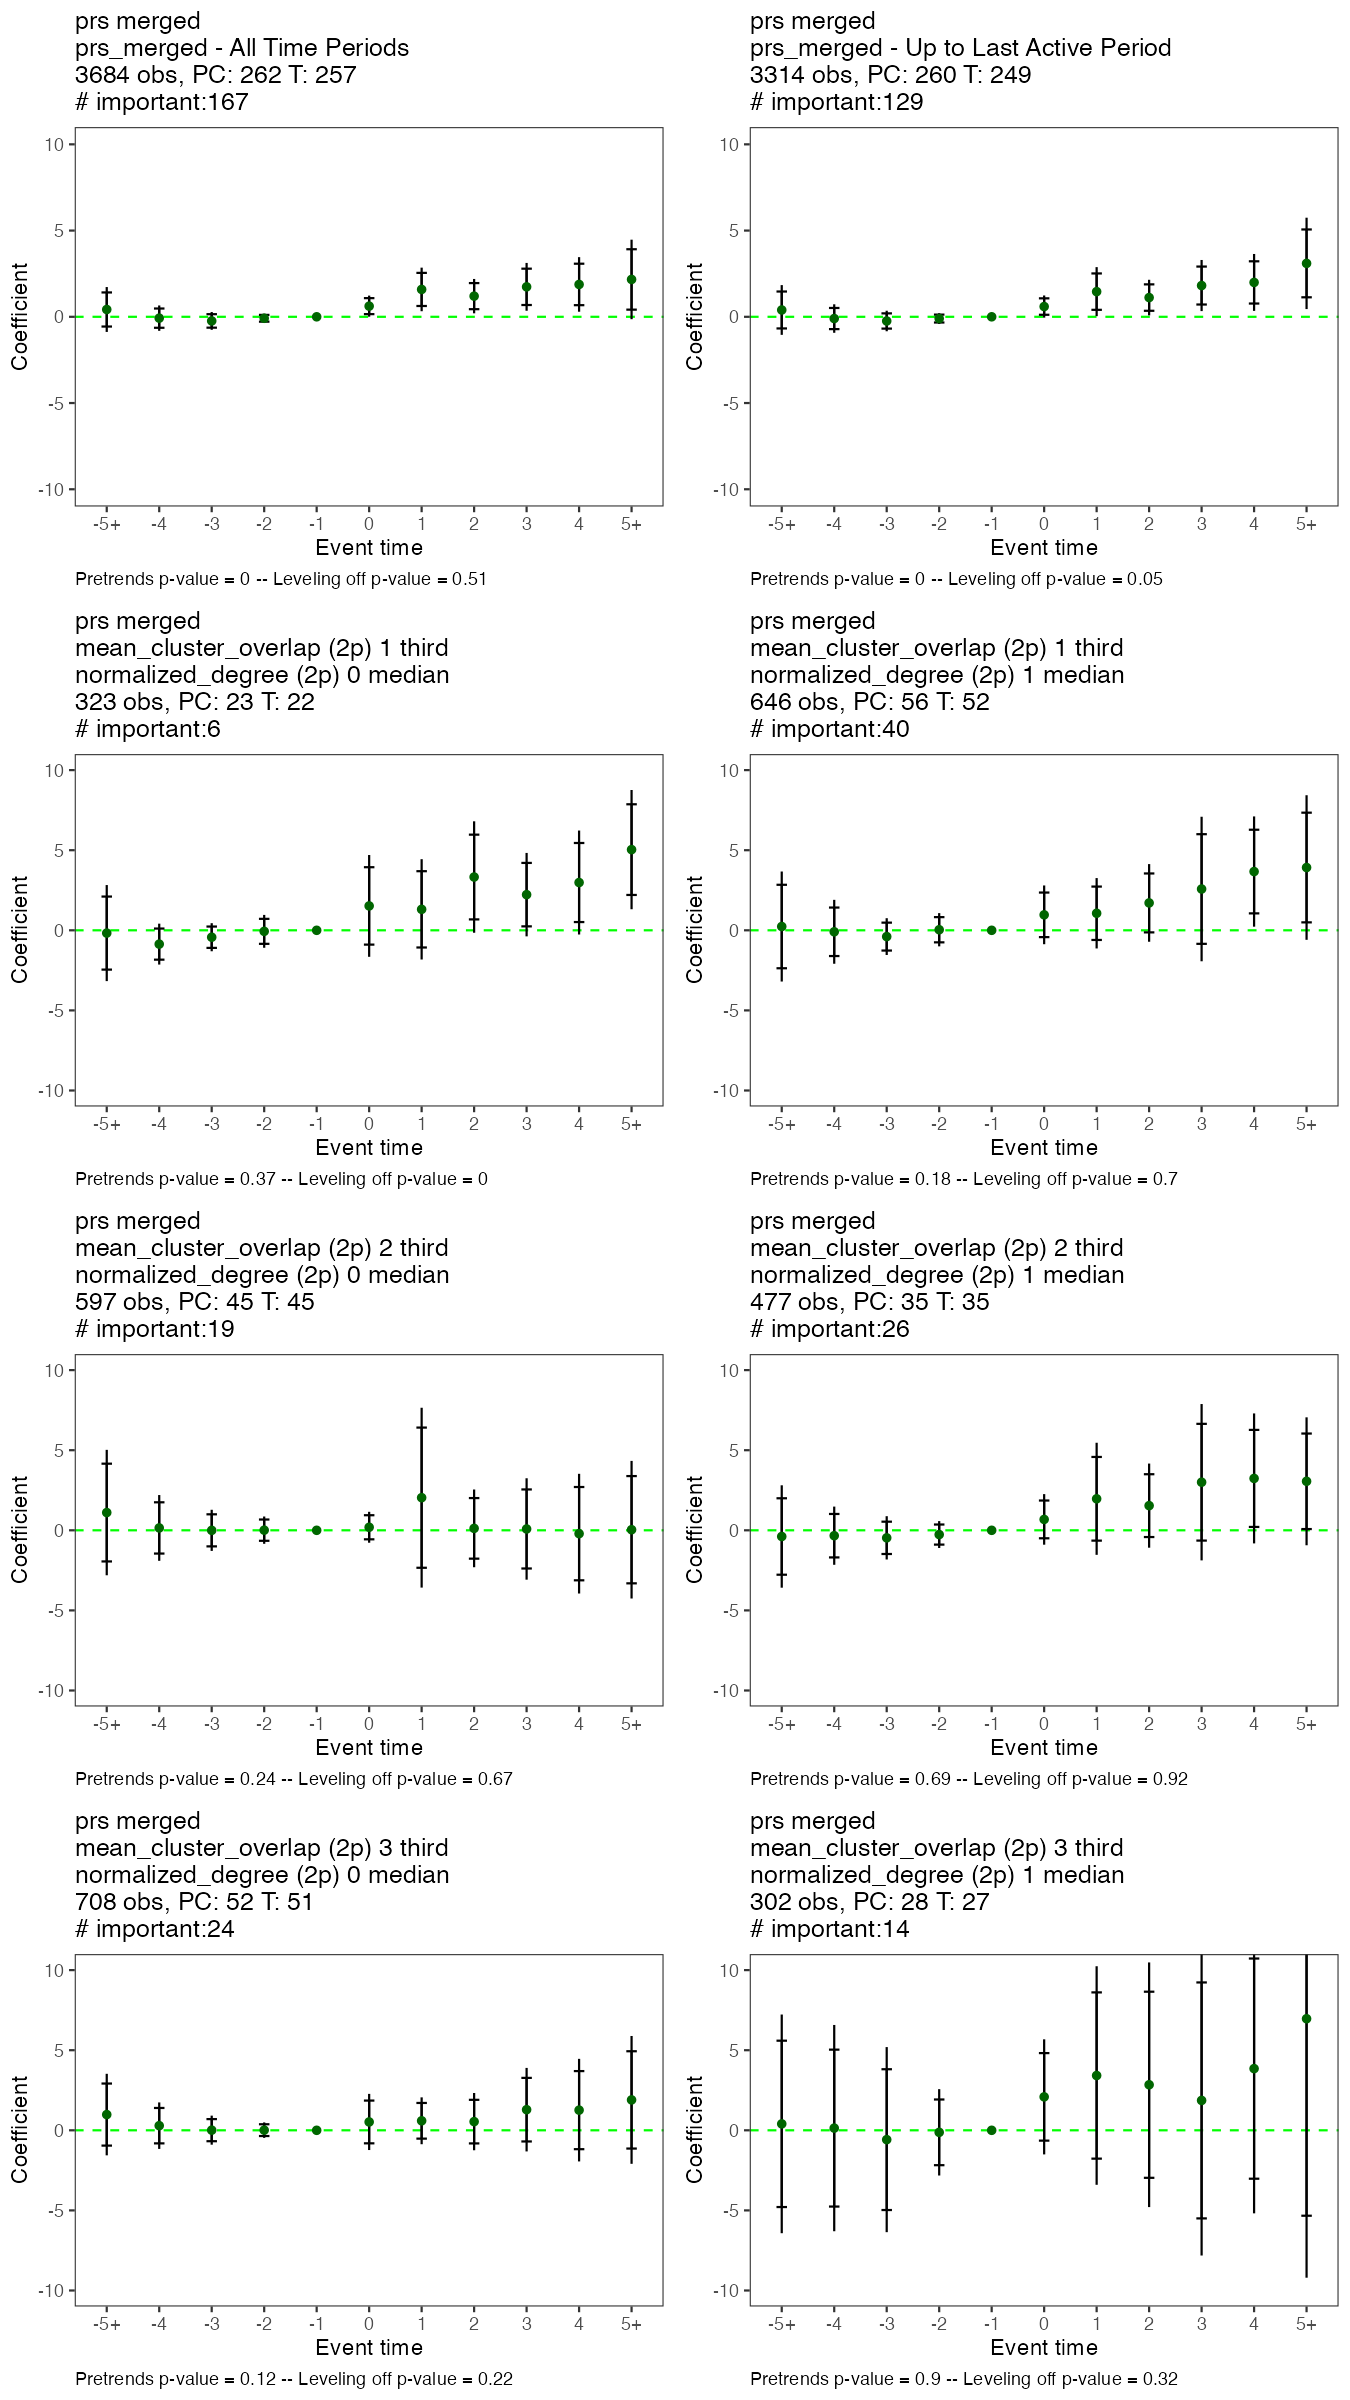 prs merged
prs_merged - All Time Periods
3684 obs, PC: 262 T: 257
# important:167
10
5
0
-5
-10
Coefficient
-5+ -4 -3 -2 -1 0 1 2 3 4 5+
Event time
Pretrends p-value = 0 -- Leveling off p-value = 0.51
prs merged
prs_merged - Up to Last Active Period
3314 obs, PC: 260 T: 249
# important:129
10
5
0
-5
-10
Coefficient
-5+ -4 -3 -2 -1 0 1 2 3 4 5+
Event time
Pretrends p-value = 0 -- Leveling off p-value = 0.05
prs merged
mean_cluster_overlap (2p) 1 third
normalized_degree (2p) 0 median
323 obs, PC: 23 T: 22
# important:6
10
5
0
-5
-10
Coefficient
-5+ -4 -3 -2 -1 0 1 2 3 4 5+
Event time
Pretrends p-value = 0.37 -- Leveling off p-value = 0
prs merged
mean_cluster_overlap (2p) 1 third
normalized_degree (2p) 1 median
646 obs, PC: 56 T: 52
# important:40
10
5
0
-5
-10
Coefficient
-5+ -4 -3 -2 -1 0 1 2 3 4 5+
Event time
Pretrends p-value = 0.18 -- Leveling off p-value = 0.7
prs merged
mean_cluster_overlap (2p) 2 third
normalized_degree (2p) 0 median
597 obs, PC: 45 T: 45
# important:19
10
5
0
-5
-10
Coefficient
-5+ -4 -3 -2 -1 0 1 2 3 4 5+
Event time
Pretrends p-value = 0.24 -- Leveling off p-value = 0.67
prs merged
mean_cluster_overlap (2p) 2 third
normalized_degree (2p) 1 median
477 obs, PC: 35 T: 35
# important:26
10
5
0
-5
-10
Coefficient
-5+ -4 -3 -2 -1 0 1 2 3 4 5+
Event time
Pretrends p-value = 0.69 -- Leveling off p-value = 0.92
prs merged
mean_cluster_overlap (2p) 3 third
normalized_degree (2p) 0 median
708 obs, PC: 52 T: 51
# important:24
10
5
0
-5
-10
Coefficient
-5+ -4 -3 -2 -1 0 1 2 3 4 5+
Event time
Pretrends p-value = 0.12 -- Leveling off p-value = 0.22
prs merged
mean_cluster_overlap (2p) 3 third
normalized_degree (2p) 1 median
302 obs, PC: 28 T: 27
# important:14
10
5
0
-5
-10
Coefficient
-5+ -4 -3 -2 -1 0 1 2 3 4 5+
Event time
Pretrends p-value = 0.9 -- Leveling off p-value = 0.32